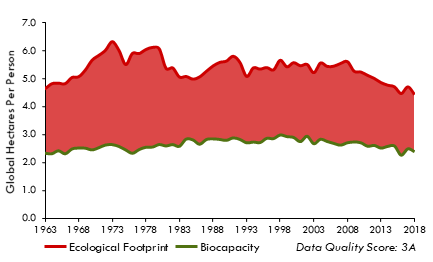 Global Hectares Per Person
7.0
6.0
5.0
4.0
3.0
2.0
1.0
0.0
1963 1968 1973 1978 1983 1988 1993 1998 2003 2008 2013 2018
Ecological Footprint Biocapacity Data Quality Score: 3A